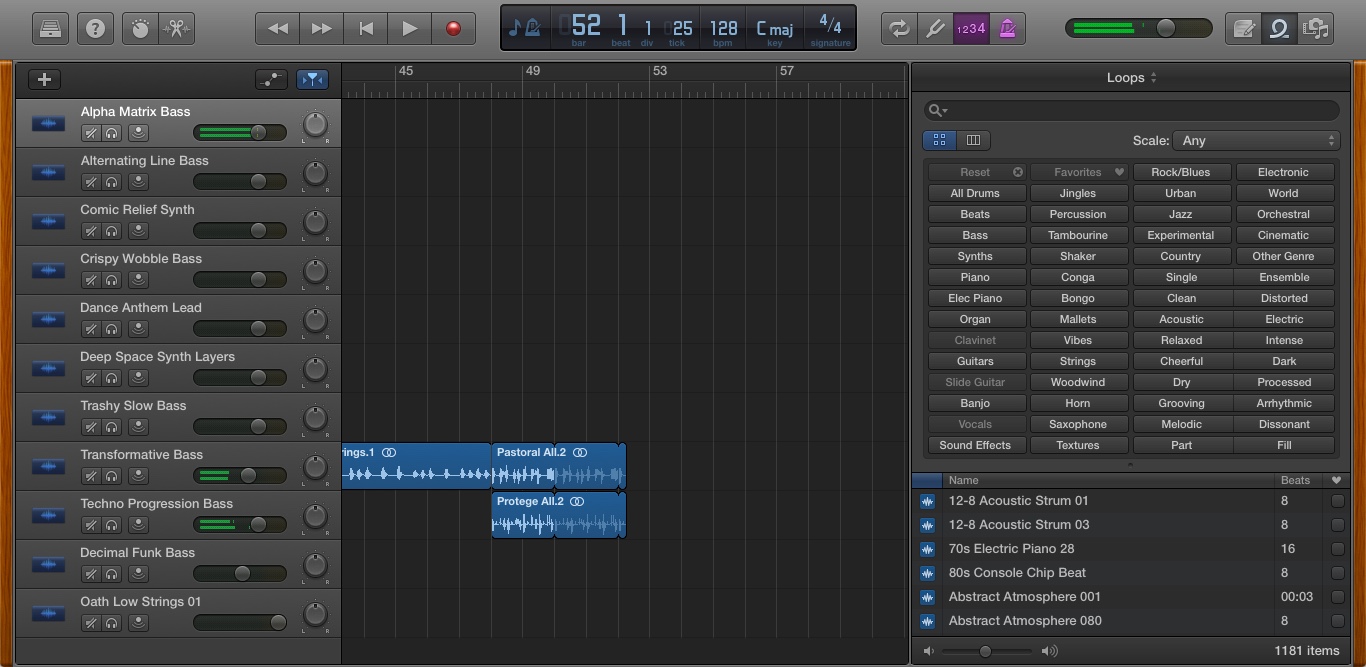 52 1 1 25 128 C maj 4/4
bar beat div tick bpm key signature
1234
45 49 53 57
Alpha Matrix Bass
L R
Alternating Line Bass
L R
Comic Relief Synth
L R
Crispy Wobble Bass
L R
Dance Anthem Lead
L R
Deep Space Synth Layers
L R
Trashy Slow Bass
L R
Transformative Bass
L R
Techno Progression Bass
L R
Decimal Funk Bass
L R
Oath Low Strings 01
L R
rings.1 Pastoral All.2
Protege All.2
Loops
Scale: Any
Reset Favorites Rock/Blues Electronic
All Drums Jingles Urban World
Beats Percussion Jazz Orchestral
Bass Tambourine Experimental Cinematic
Synths Shaker Country Other Genre
Piano Conga Single Ensemble
Elec Piano Bongo Clean Distorted
Organ Mallets Acoustic Electric
Clavinet Vibes Relaxed Intense
Guitars Strings Cheerful Dark
Slide Guitar Woodwind Dry Processed
Banjo Horn Grooving Arrhythmic
Vocals Saxophone Melodic Dissonant
Sound Effects Textures Part Fill
Name Beats
12-8 Acoustic Strum 01 8
12-8 Acoustic Strum 03 8
70s Electric Piano 28 16
80s Console Chip Beat 8
Abstract Atmosphere 001 00:03
Abstract Atmosphere 080 8
1181 items